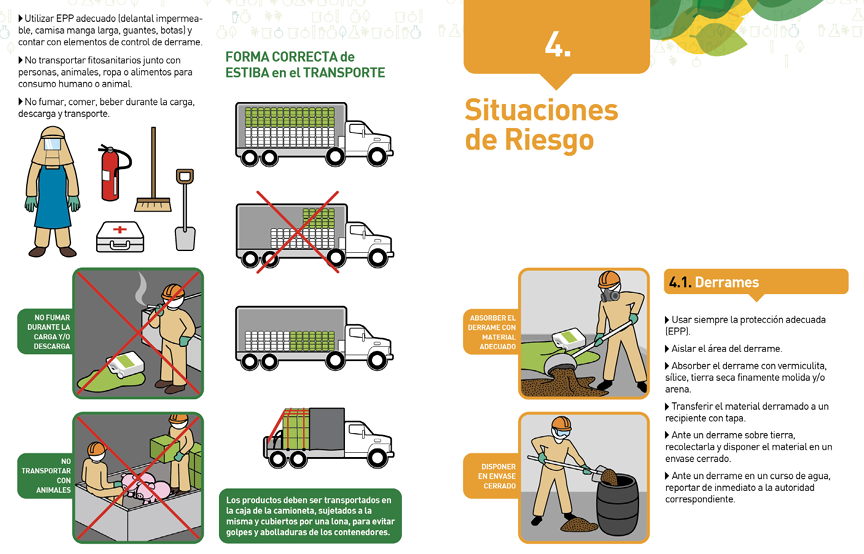 Utilizar EPP adecuado (delantal impermea-
ble, camisa manga larga, guantes, botas) y
contar con elementos de control de derrame.
No transportar fitosanitarios junto con
personas, animales, ropa o alimentos para
consumo humano o animal.
No fumar, comer, beber durante la carga,
descarga y transporte.
NO FUMAR
DURANTE LA
CARGA Y/O
DESCARGA
NO
TRANSPORTAR
CON
ANIMALES
FORMA CORRECTA de
ESTIBA en el TRANSPORTE
Los productos deben ser transportados en
la caja de la camioneta, sujetados a la
misma y cubiertos por una lona, para evitar
golpes y abolladuras de los contenedores.
4.
Situaciones
de Riesgo
ABSORBER EL
DERRAME CON
MATERIAL
ADECUADO
DISPONER
EN ENVASE
CERRADO
4.1. Derrames
Usar siempre la protección adecuada
(EPP).
Aislar el área del derrame.
Absorber el derrame con vermiculita,
sílice, tierra seca finamente molida y/o
arena.
Transferir el material derramado a un
recipiente con tapa.
Ante un derrame sobre tierra,
recolectarla y disponer el material en un
envase cerrado.
Ante un derrame en un curso de agua,
reportar de inmediato a la autoridad
correspondiente.